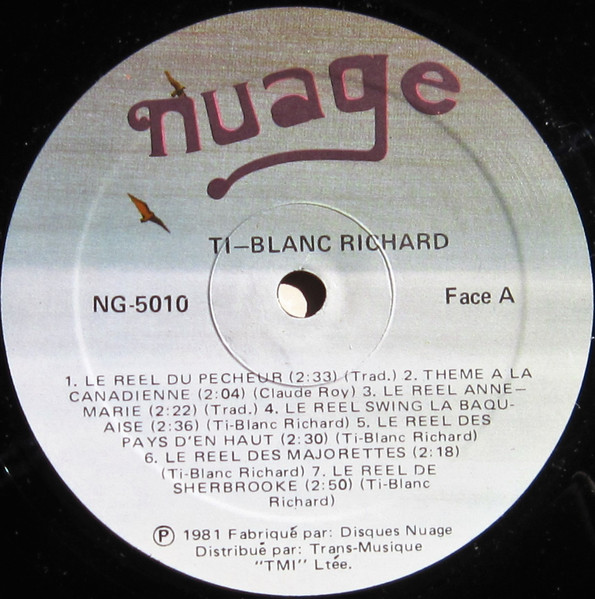 nuage
TI-BLANC RICHARD
NG-5010
Face A
1. LE REEL DU PECHEUR (2:33) (Trad.) 2. THEME A LA
CANADIENNE (2:04) (Claude Roy) 3. LE REEL ANNE-
MARIE (2:22) (Trad.) 4. LE REEL SWING LA BAQU-
AISE (2:36) (Ti-Blanc Richard) 5. LE REEL DES
PAYS D'EN HAUT (2:30) (Ti-Blanc Richard)
6. LE REEL DES MAJORETTES (2:18)
(Ti-Blanc Richard) 7. LE REEL DE
SHERBROOKE (2:50) (Ti-Blanc
Richard)
Ⓟ 1981 Fabriqué par: Disques Nuage
Distribué par: Trans-Musique
"TMI" Ltée.